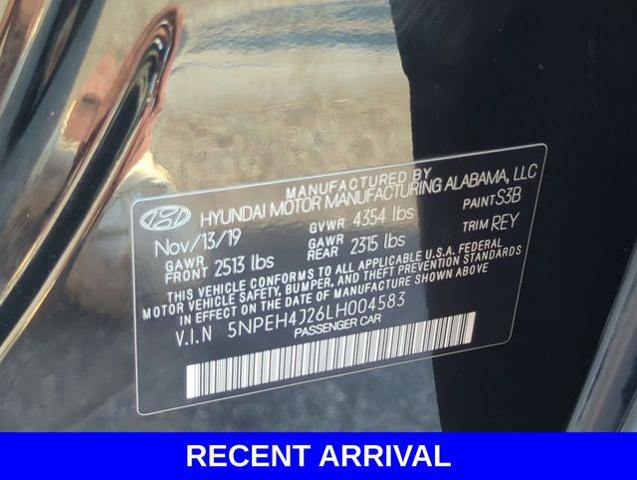 MANUFACTURED BY
HYUNDAI MOTOR MANUFACTURING ALABAMA, LLC
Nov/13/19 GVWR 4354 lbs PAINT S3B
GAWR FRONT 2513 lbs GAWR REAR 2315 lbs TRIM REY
THIS VEHICLE CONFORMS TO ALL APPLICABLE U.S.A. FEDERAL
MOTOR VEHICLE SAFETY, BUMPER, AND THEFT PREVENTION
STANDARDS IN EFFECT ON THE DATE OF MANUFACTURE SHOWN ABOVE
V.I.N 5NPEH4J26LH004583
PASSENGER CAR
RECENT ARRIVAL